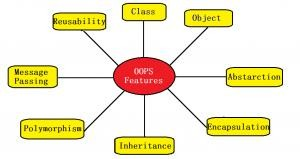 Class
Reusability
Object
OOPS
Features
Message
Passing
Abstarction
Polymorphism
Encapsulation
Inheritance